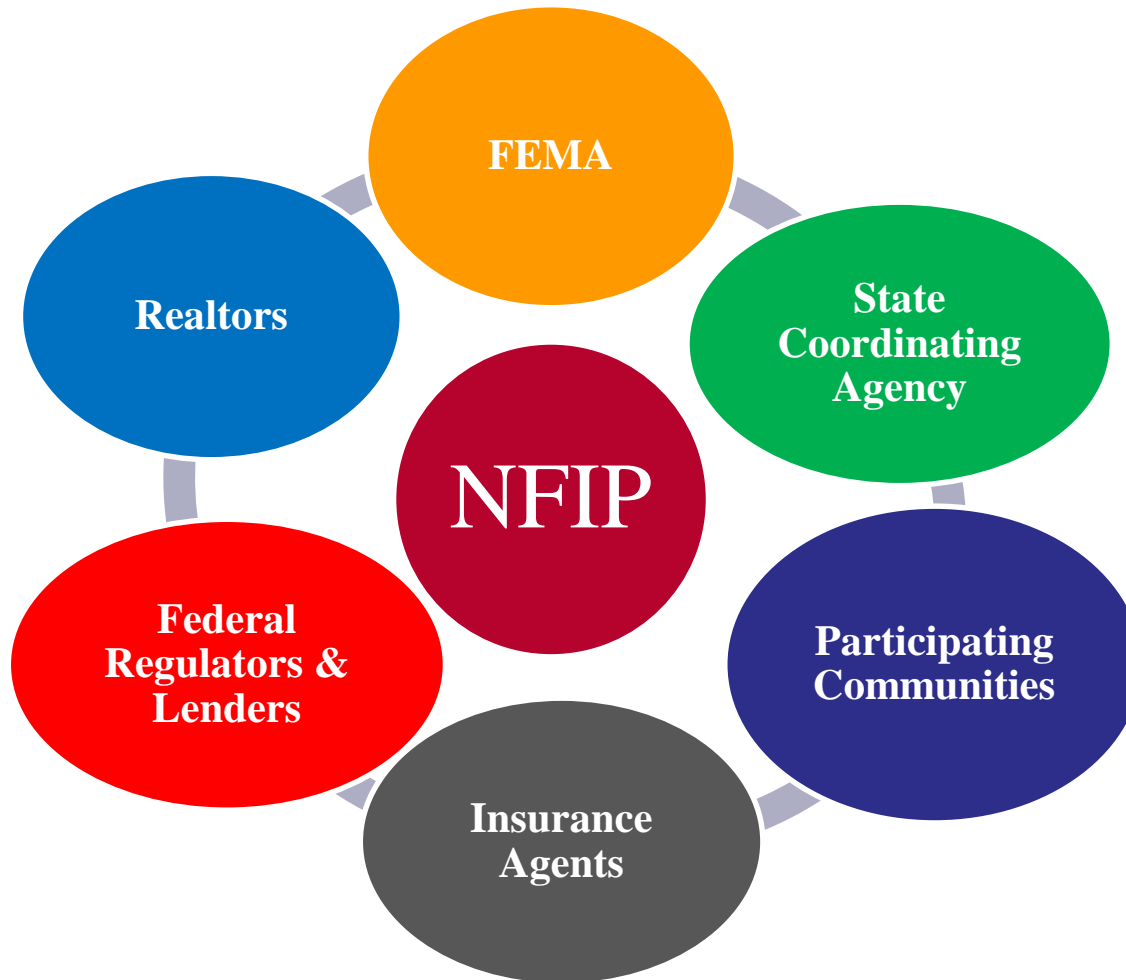 FEMA
State
Coordinating
Agency
Participating
Communities
Insurance
Agents
Federal
Regulators &
Lenders
Realtors
NFIP